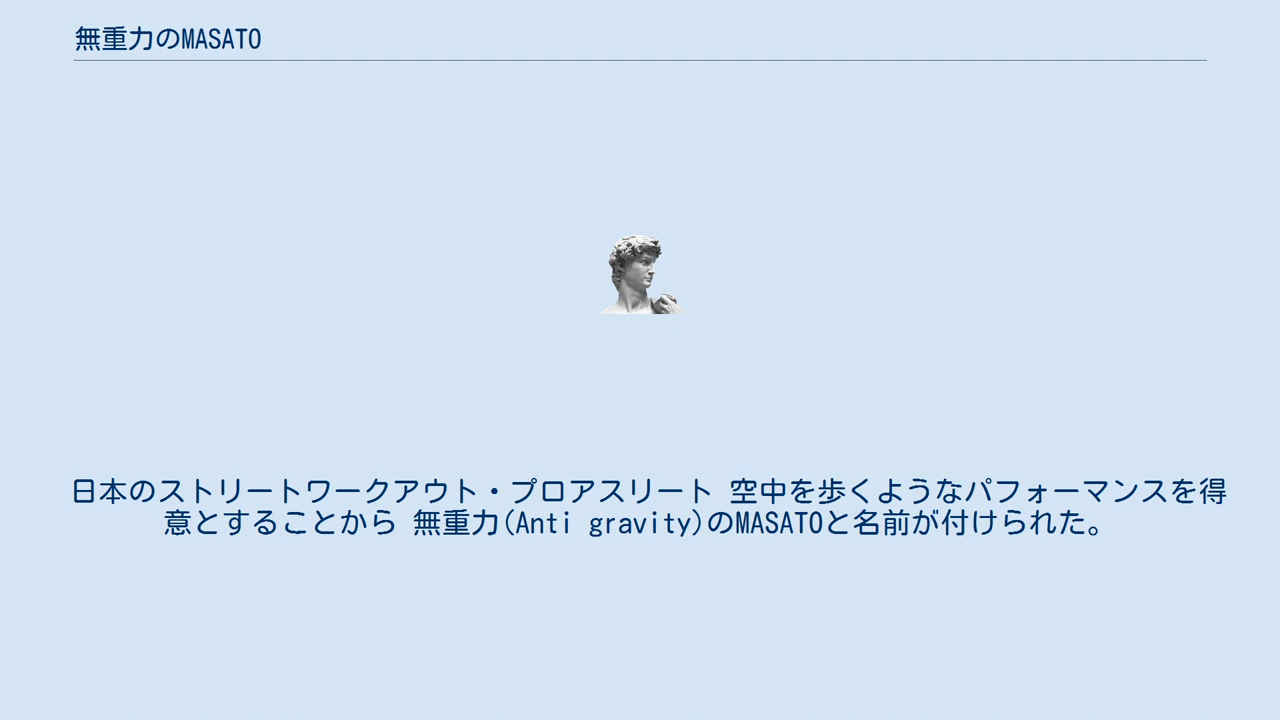 無重力のMASATO
日本のストリートワークアウト・プロアスリート 空中を歩くようなパフォーマンスを得
意とすることから 無重力(Anti gravity)のMASATOと名前が付けられた。